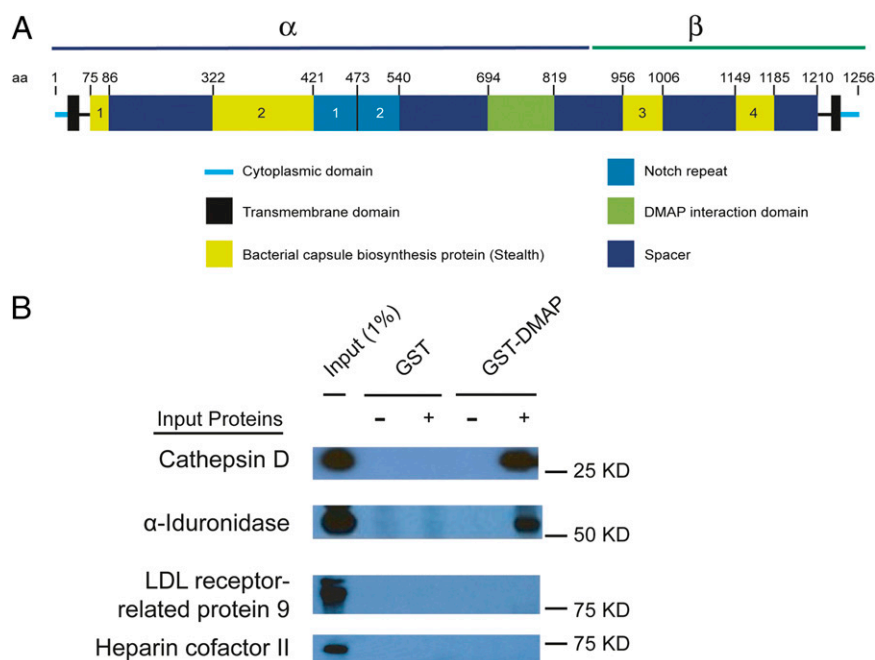 A
α β
aa 1 75 86 322 421 473 540 694 819 956 1006 1149 1185 1210 1256
1 2 1 2 3 4
Cytoplasmic domain
Notch repeat
Transmembrane domain
DMAP interaction domain
Bacterial capsule biosynthesis protein (Stealth)
Spacer
B
Input (1%)
GST
GST-DMAP
Input Proteins - + - +
Cathepsin D
25 KD
α-Iduronidase
50 KD
LDL receptor-
related protein 9
75 KD
Heparin cofactor II
75 KD